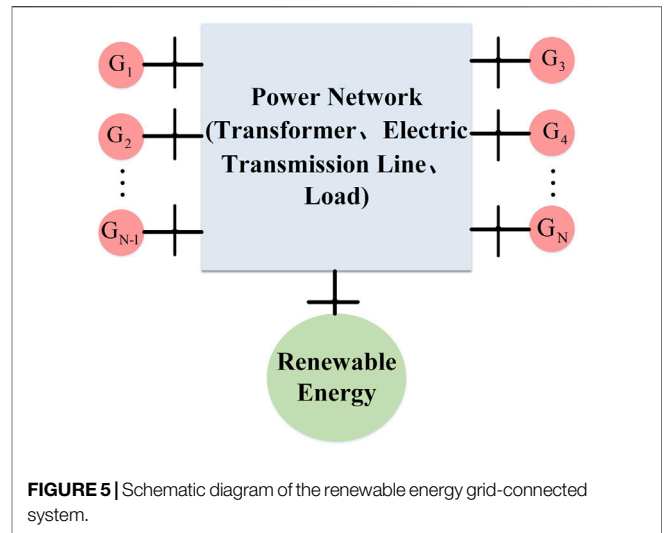 G1
G2
⋮
GN-1
Power Network
(Transformer、Electric
Transmission Line、
Load)
G3
G4
⋮
GN
Renewable
Energy
FIGURE 5 | Schematic diagram of the renewable energy grid-connected
system.